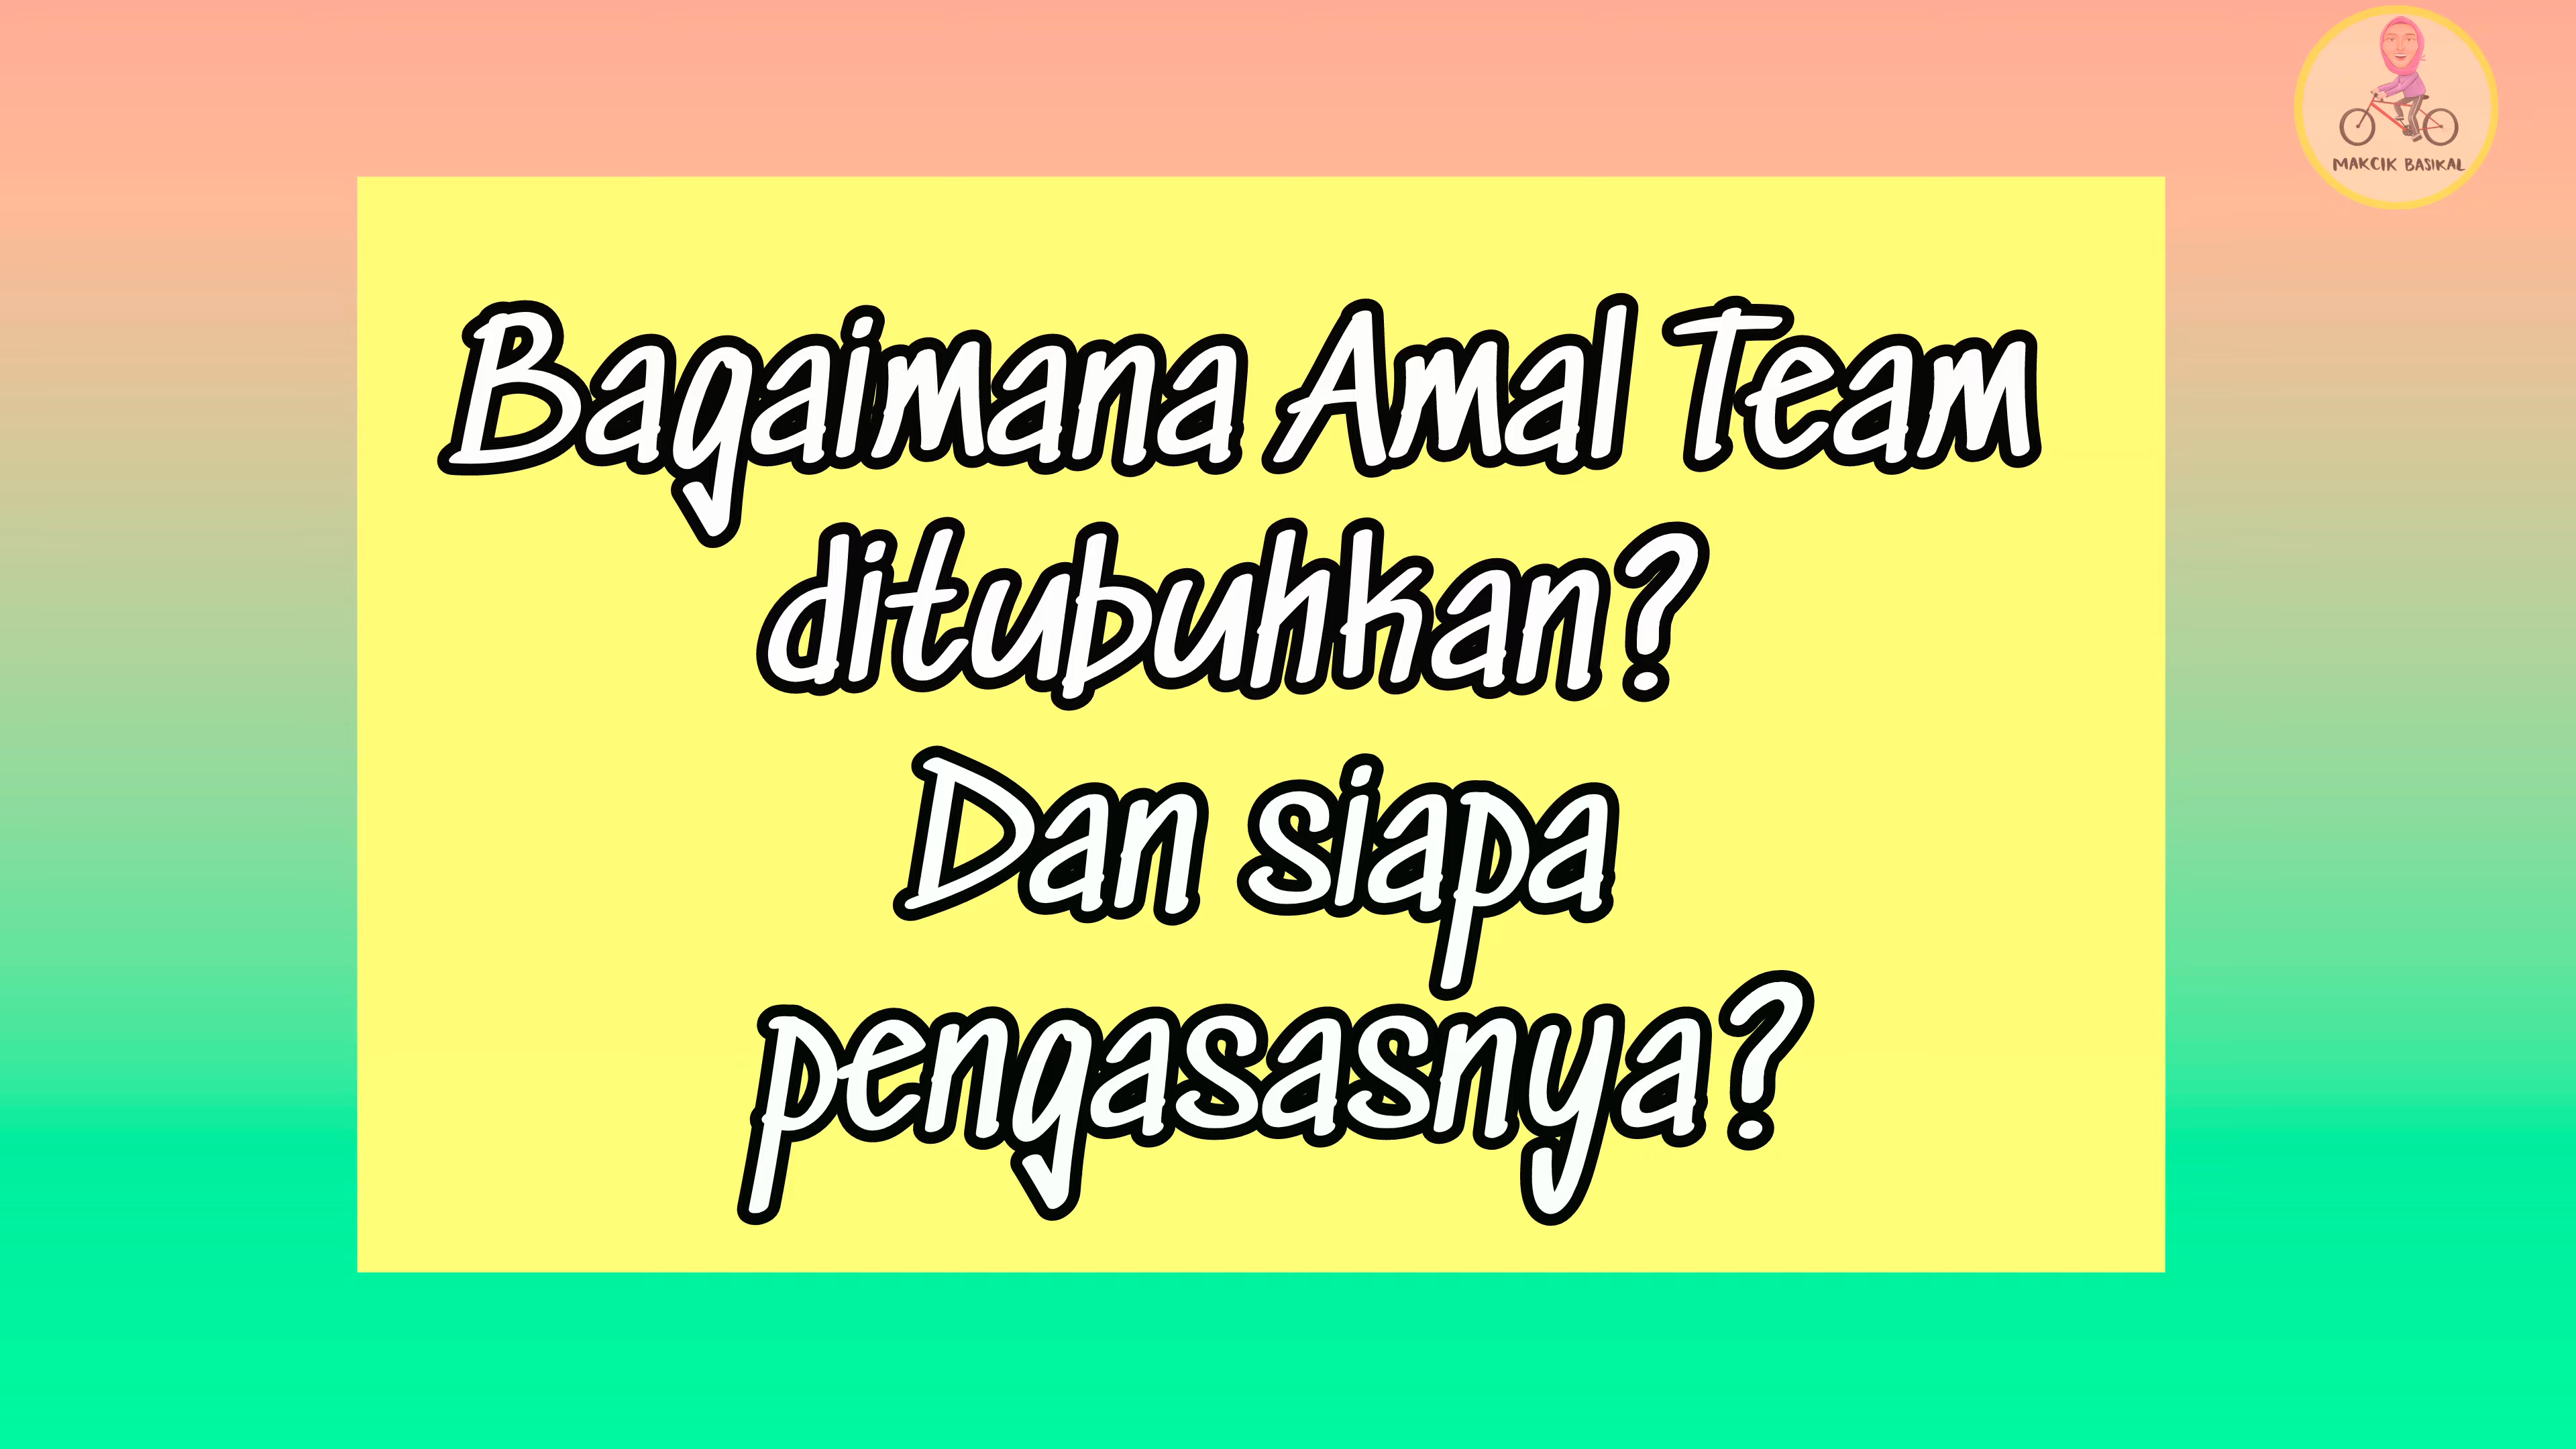 MAKCIK BASIKAL
Bagaimana Amal Team
ditubuhkan?
Dan siapa
pengasasnya?